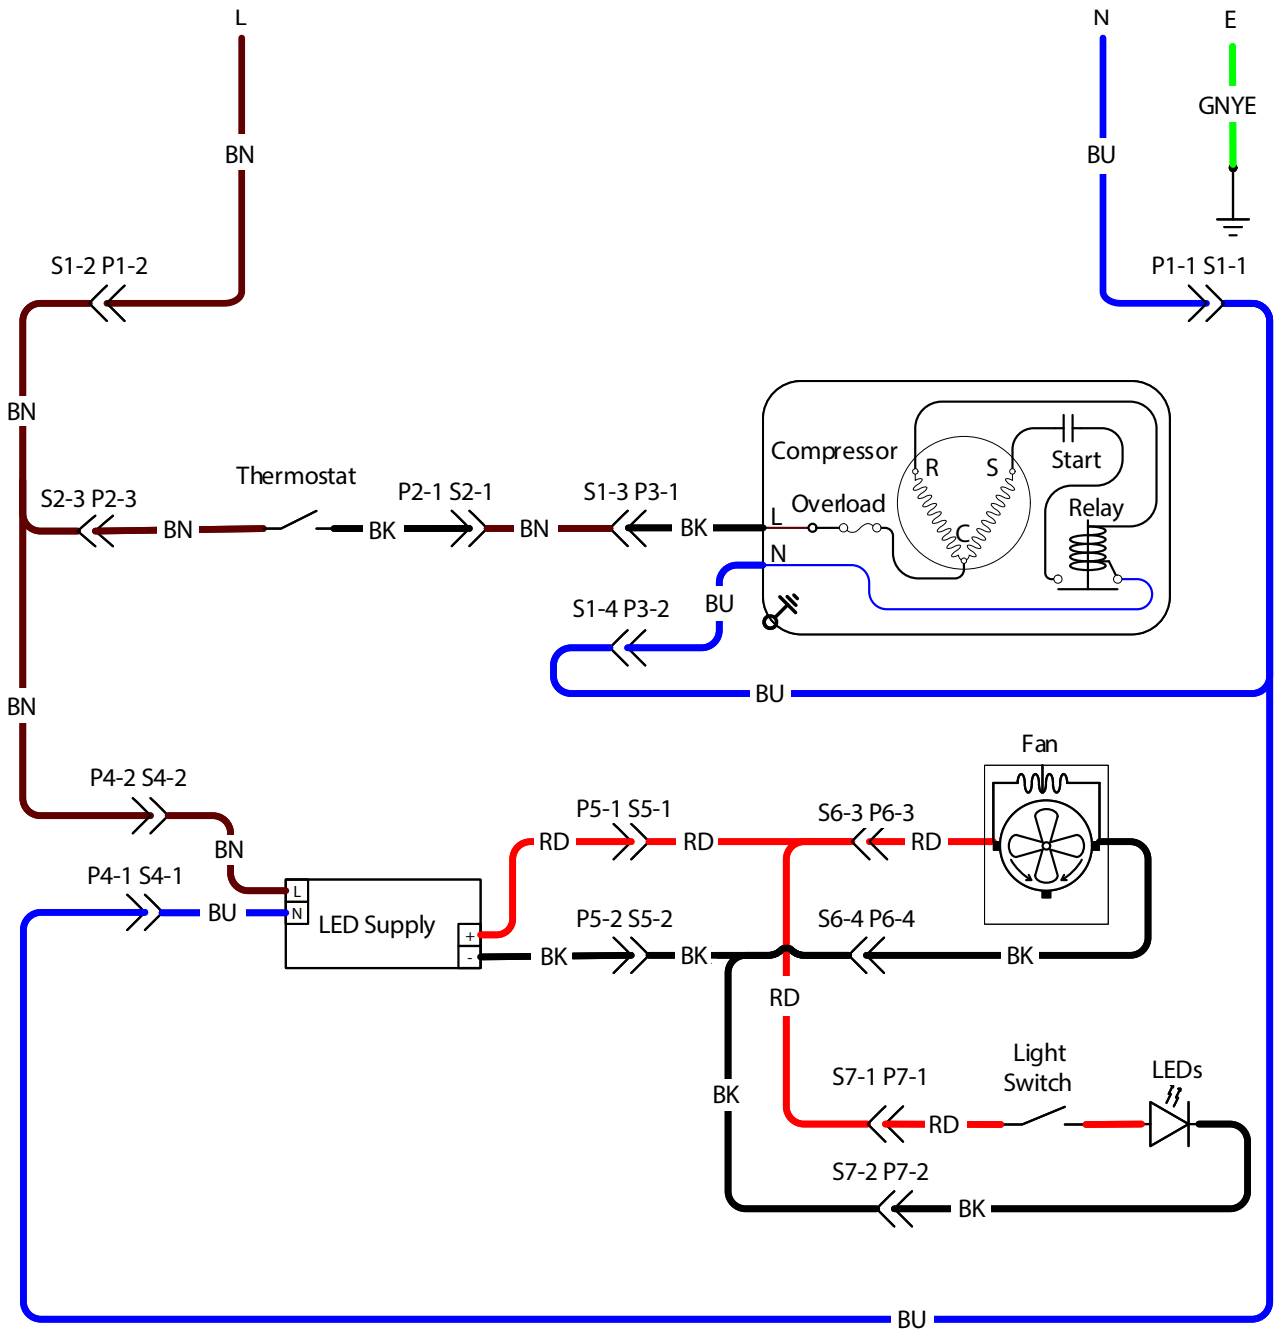 L
N
E
GNYE
BN
BU
S1-2 P1-2
P1-1 S1-1
BN
Compressor
R
S
Start
Thermostat
S2-3 P2-3
P2-1 S2-1
S1-3 P3-1
Overload
Relay
BN
BK
BN
BK
L
C
N
S1-4 P3-2
BU
BU
BN
Fan
P4-2 S4-2
P5-1 S5-1
S6-3 P6-3
BN
RD
RD
RD
P4-1 S4-1
L
BU
N
LED Supply
+
-
P5-2 S5-2
S6-4 P6-4
BK
BK
BK
RD
Light
Switch
LEDs
S7-1 P7-1
BK
RD
S7-2 P7-2
BK
BU